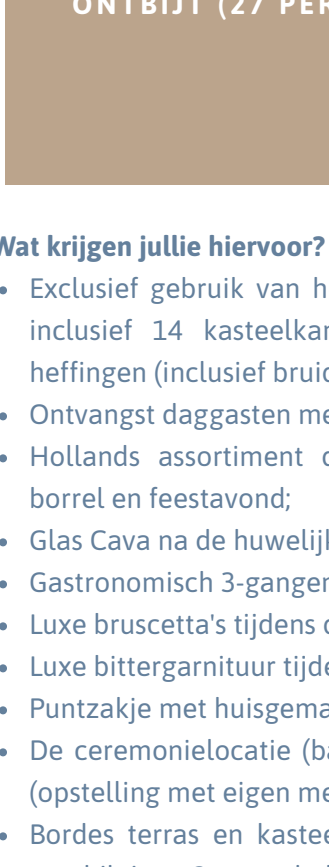 ONTBIJT (27 PER
Wat krijgen jullie hiervoor?
• Exclusief gebruik van h
inclusief 14 kasteelkar
heffingen (inclusief bruid
• Ontvangst daggasten me
• Hollands assortiment d
borrel en feestavond;
• Glas Cava na de huwelijk
• Gastronomisch 3-gangen
• Luxe bruscetta's tijdens d
• Luxe bittergarnituur tijde
• Puntzakje met huisgema
• De ceremonielocatie (ba
(opstelling met eigen me
• Bordes terras en kastee